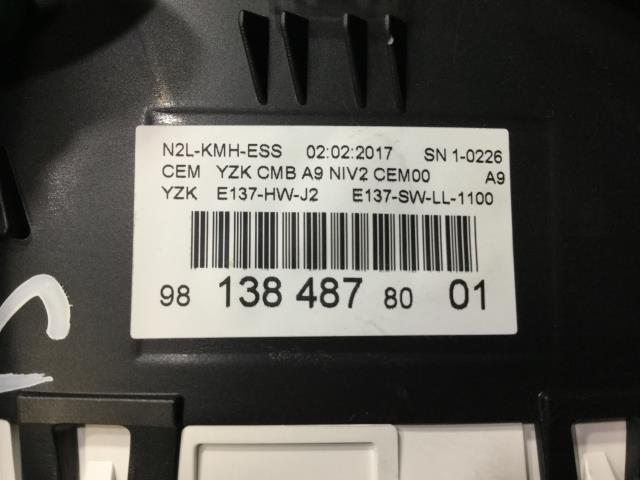 N2L-KMH-ESS 02:02:2017 SN 1-0226
CEM YZK CMB A9 NIV2 CEM00 A9
YZK E137-HW-J2 E137-SW-LL-1100
98 138 487 80 01